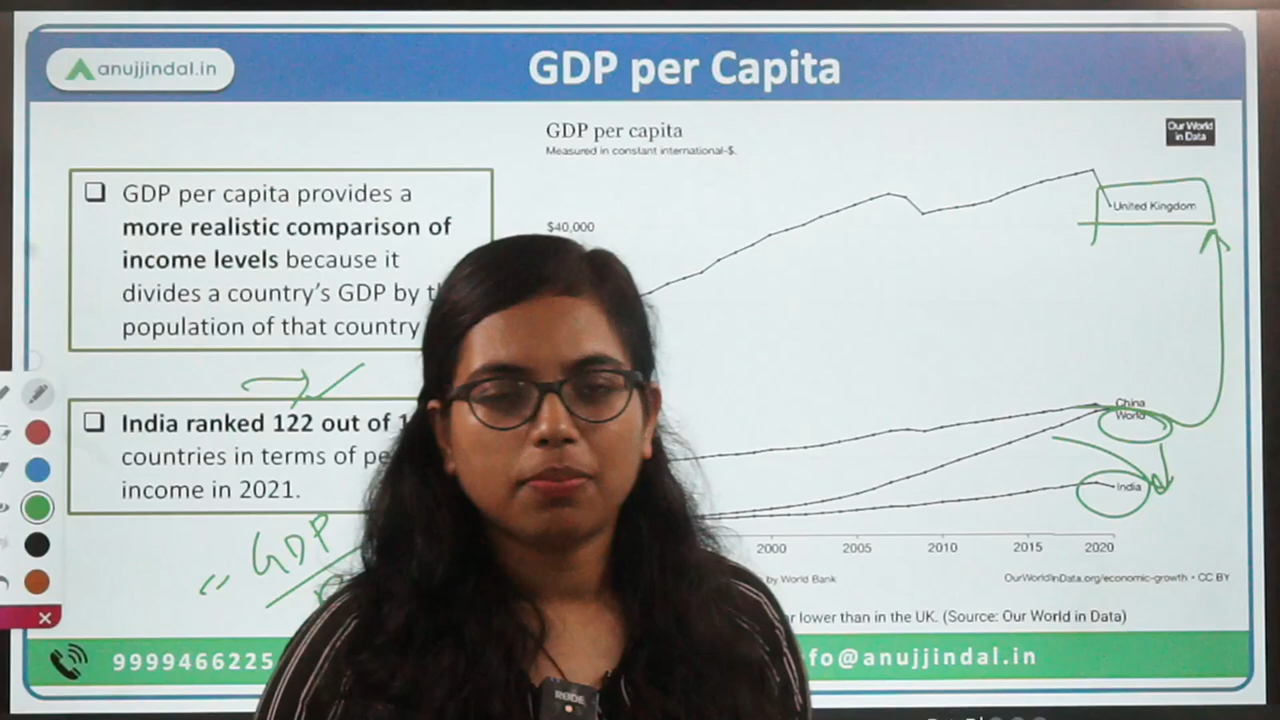 anujjindal.in
GDP per Capita
GDP per capita
Measured in constant international-$.
Our World
in Data
GDP per capita provides a
more realistic comparison of
income levels because it
divides a country's GDP by
population of that country
$40,000
United Kingdom
China
World
India
India ranked 122 out of
countries in terms of
income in 2021.
GDP
2000 2005 2010 2015 2020
by World Bank
OurWorldInData.org/economic-growth • CC BY
lower than in the UK. (Source: Our World in Data)
9999466225
fo@anujjindal.in
RODE